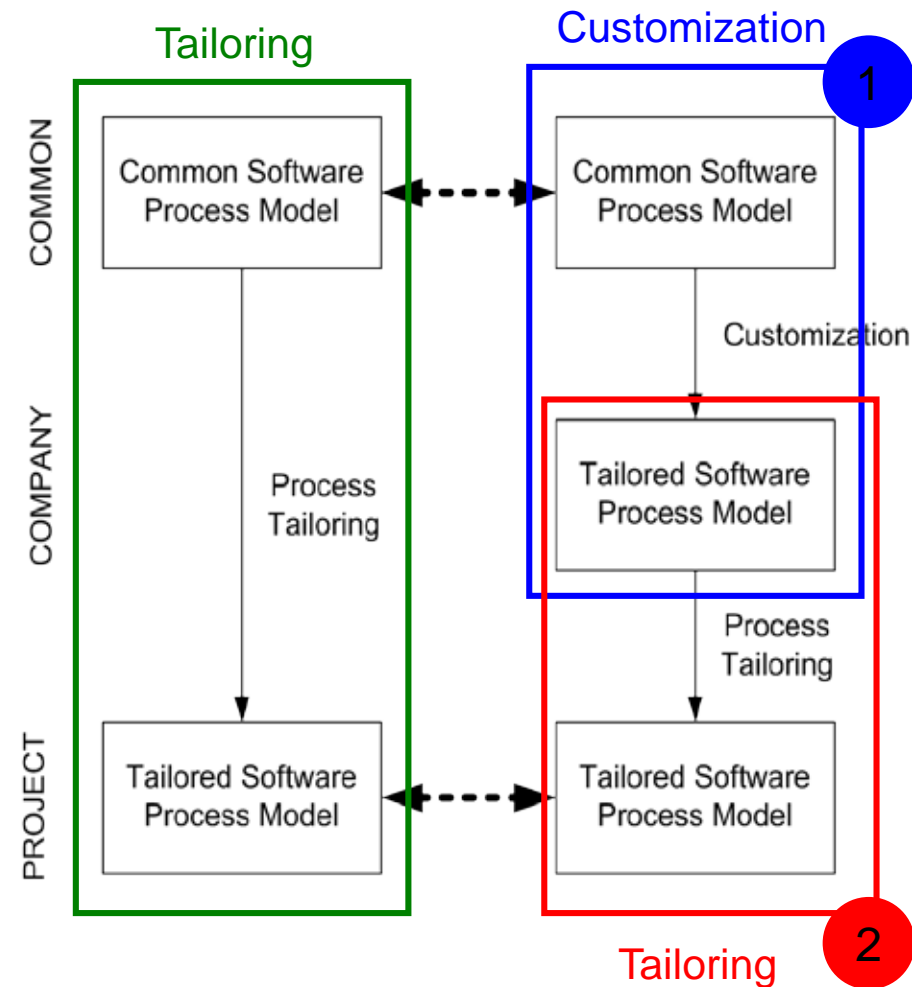 Tailoring
Customization
1
COMMON
Common Software
Process Model
Common Software
Process Model
Customization
COMPANY
Process
Tailoring
Tailored Software
Process Model
Process
Tailoring
PROJECT
Tailored Software
Process Model
Tailored Software
Process Model
2
Tailoring